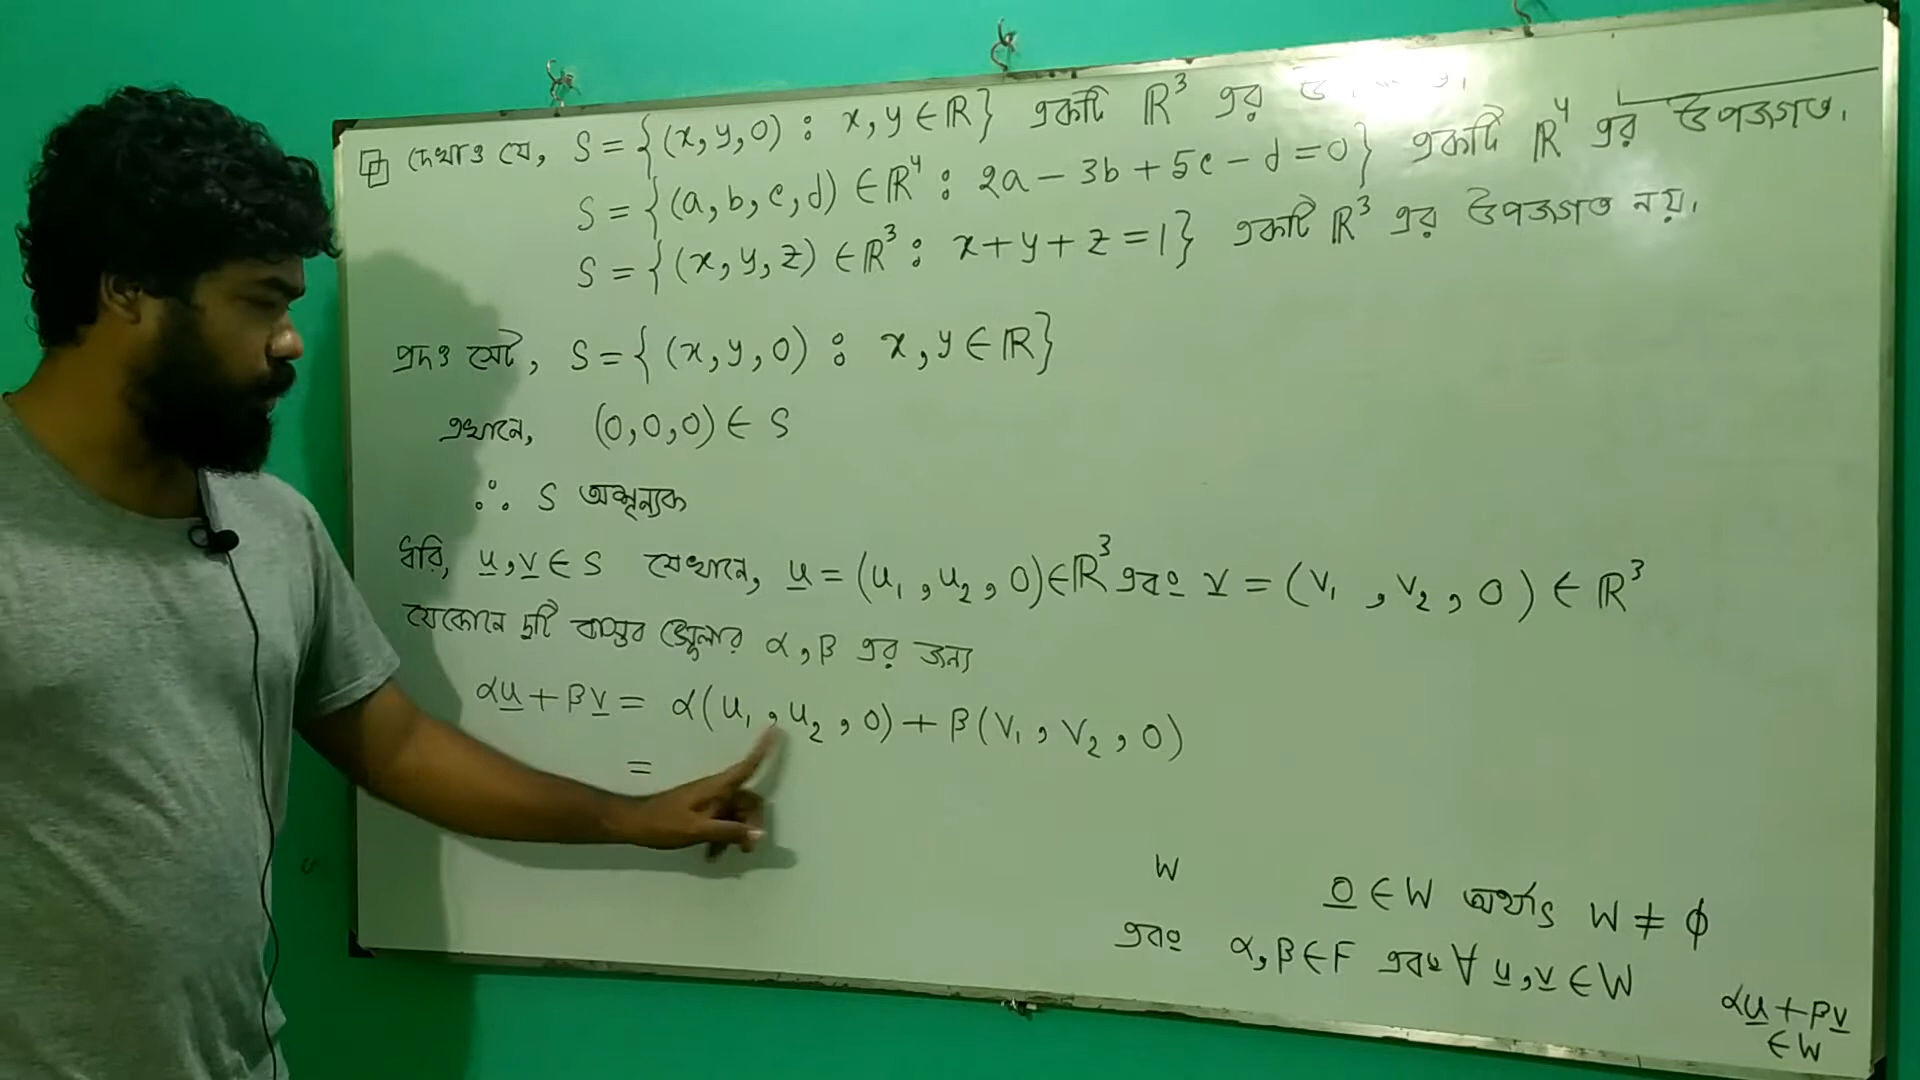 দেখাও যে, S = {(x, y, 0) : x, y ∈ ℝ} একটি ℝ³ এর
S = {(a, b, c, d) ∈ ℝ⁴ : 2a − 3b + 5c − d = 0} একটি ℝ⁴ এর উপজগত।
S = {(x, y, z) ∈ ℝ³ : x + y + z = 1} একটি ℝ³ এর উপজগত নয়।
প্রদত্ত সেট, S = {(x, y, 0) : x, y ∈ ℝ}
এখানে, (0, 0, 0) ∈ S
∴ S অশূন্যক
ধরি, u̲, v̲ ∈ S যেখানে, u̲ = (u₁, u₂, 0) ∈ ℝ³ এবং v̲ = (v₁, v₂, 0) ∈ ℝ³
যেকোনো দুটি বাস্তব স্কেলার α, β এর জন্য
αu̲ + βv̲ = α(u₁, u₂, 0) + β(v₁, v₂, 0)
=
W
0̲ ∈ W অর্থাৎ W ≠ ϕ
এবং α, β ∈ F এবং ∀ u̲, v̲ ∈ W
αu̲ + βv̲
∈ W